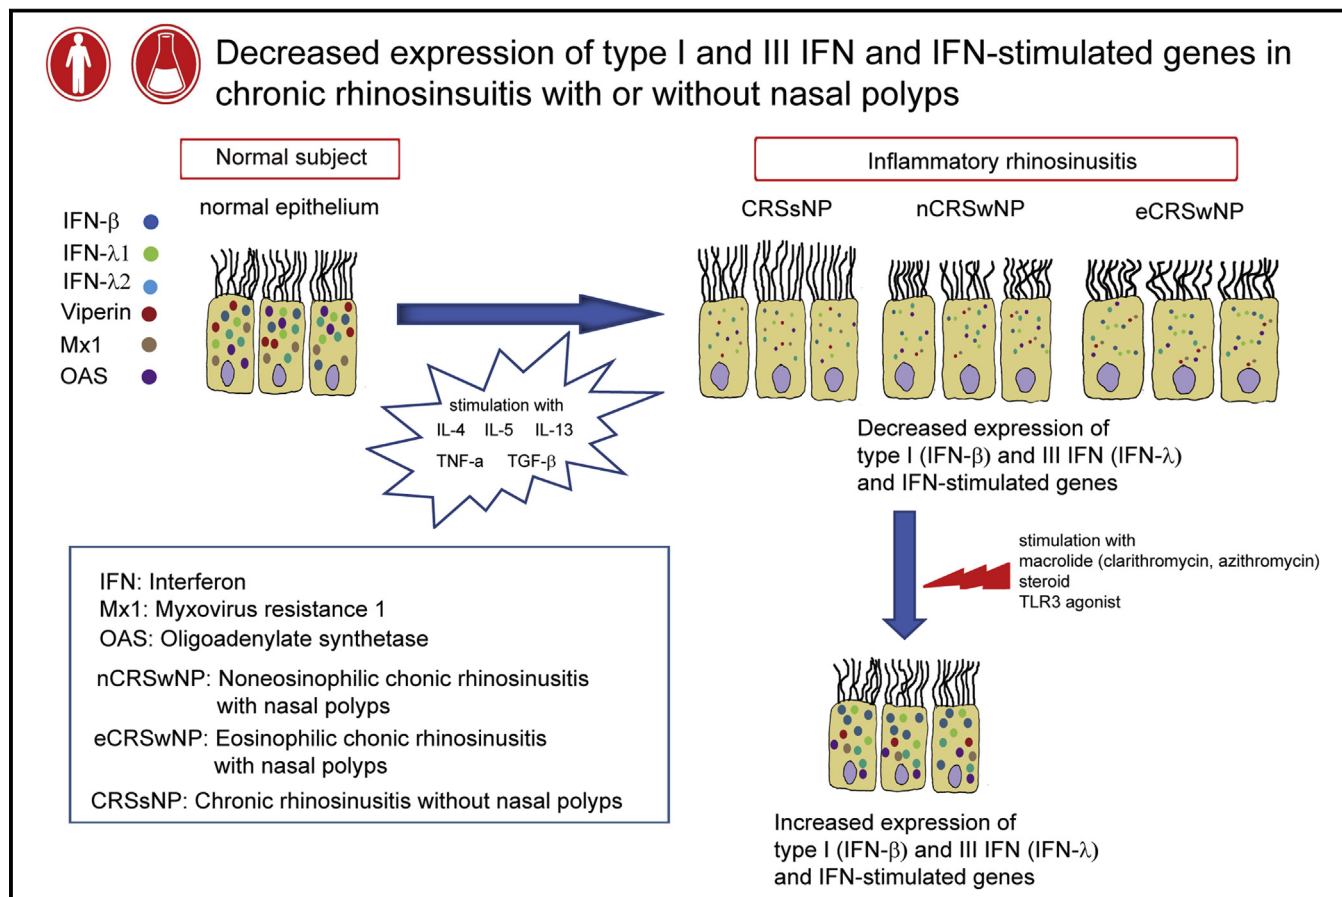 Decreased expression of type I and III IFN and IFN-stimulated genes in
chronic rhinosinsuitis with or without nasal polyps
Normal subject
normal epithelium
IFN-β
IFN-λ1
IFN-λ2
Viperin
Mx1
OAS
stimulation with
IL-4 IL-5 IL-13
TNF-a TGF-β
Inflammatory rhinosinusitis
CRSsNP nCRSwNP eCRSwNP
Decreased expression of
type I (IFN-β) and III IFN (IFN-λ)
and IFN-stimulated genes
stimulation with
macrolide (clarithromycin, azithromycin)
steroid
TLR3 agonist
Increased expression of
type I (IFN-β) and III IFN (IFN-λ)
and IFN-stimulated genes
IFN: Interferon
Mx1: Myxovirus resistance 1
OAS: Oligoadenylate synthetase
nCRSwNP: Noneosinophilic chonic rhinosinusitis
with nasal polyps
eCRSwNP: Eosinophilic chonic rhinosinusitis
with nasal polyps
CRSsNP: Chronic rhinosinusitis without nasal polyps